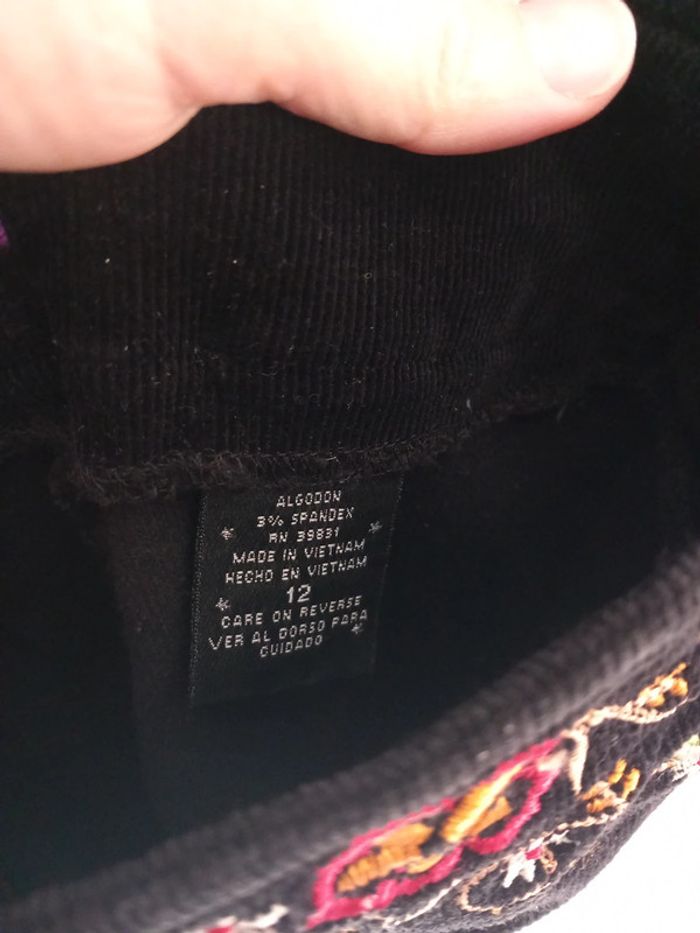 ALGODON
3% SPANDEX
RN 39831
MADE IN VIETNAM
HECHO EN VIETNAM
12
CARE ON REVERSE
VER AL DORSO PARA
CUIDADO